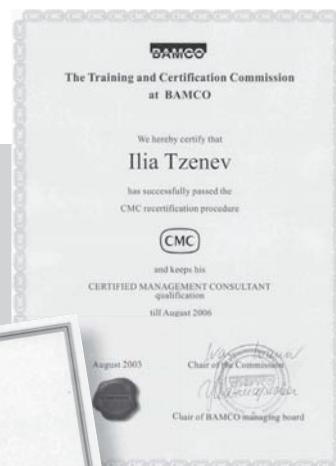 BAMCO
The Training and Certification Commission
at BAMCO
We hereby certify that
Ilia Tzenev
has successfully passed the
CMC recertification procedure
CMC
and keeps his
CERTIFIED MANAGEMENT CONSULTANT
qualification
till August 2006
August 2003
Chair of the Commission
Chair of BAMCO managing board